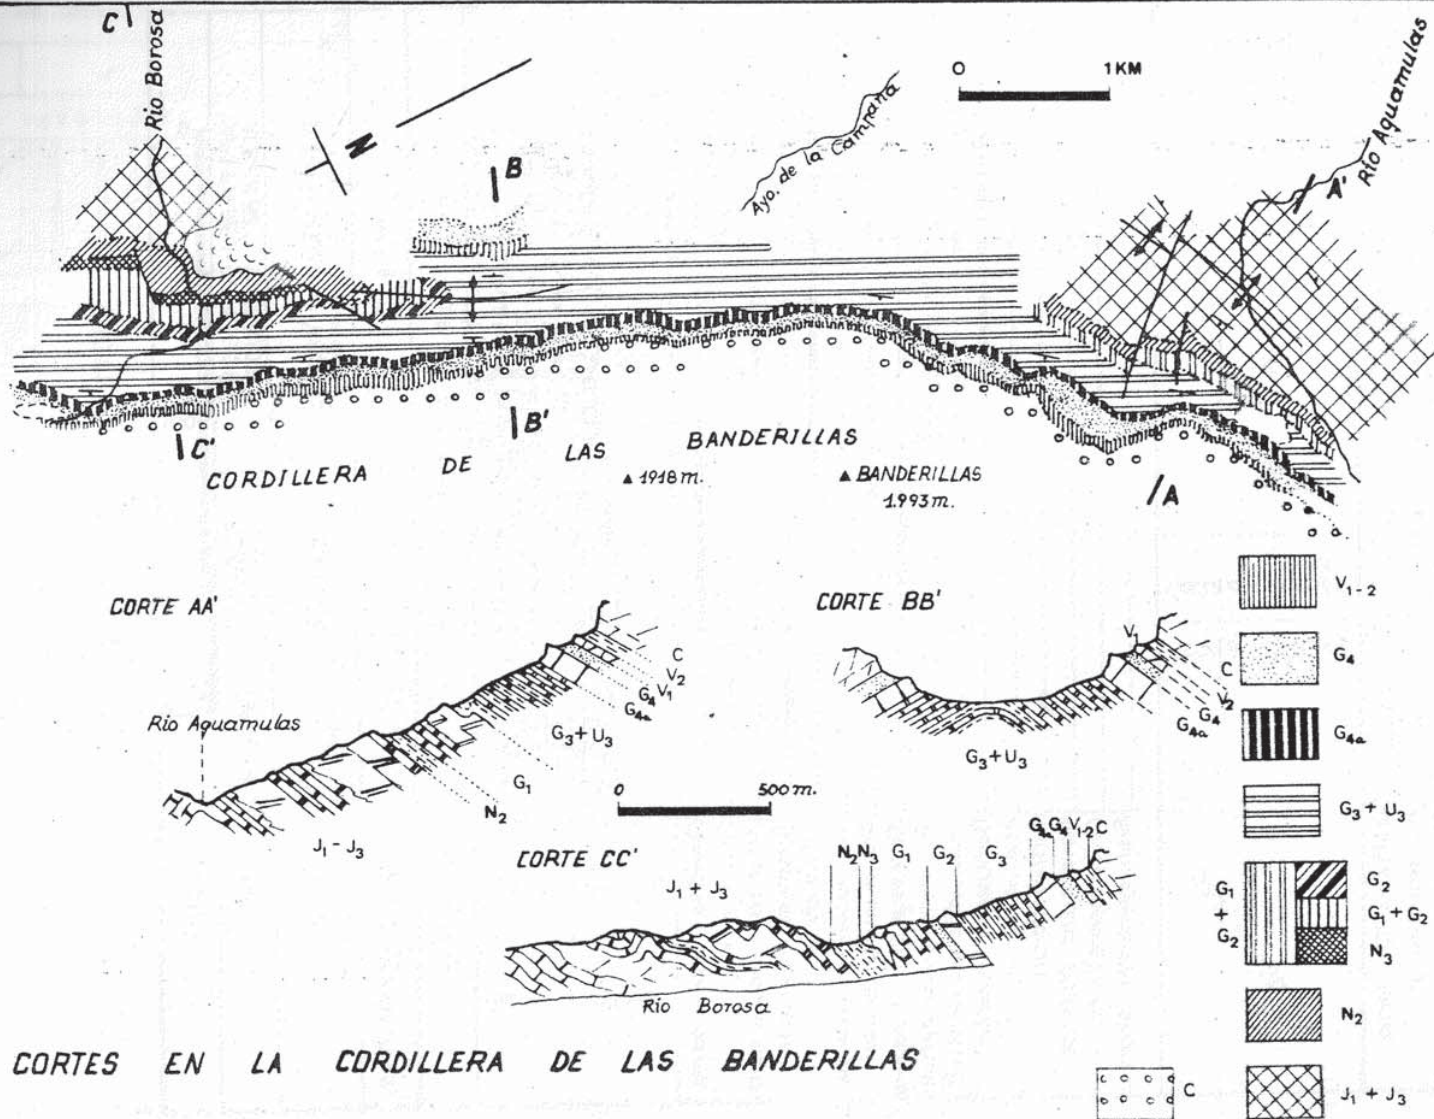 C
Río Borosa
N
B
Ayo. de la Campana
0 1 KM
Río Aguamulas
A'
C'
B'
CORDILLERA DE LAS BANDERILLAS
▲ 1918 m.
▲ BANDERILLAS
1.993 m.
A
CORTE AA'
Río Aguamulas
C
V2
V1
G4
G4a
G3 + U3
G1
N2
J1 - J3
0 500 m.
CORTE BB'
V1
C
V2
G4
G4a
G3 + U3
CORTE CC'
J1 + J3
N2 N3 G1 G2 G3 G4a G4 V1-2 C
Río Borosa
V1-2
G4
G4a
G3 + U3
G1
+
G2
G2
G1 + G2
N3
N2
C
J1 + J3
CORTES EN LA CORDILLERA DE LAS BANDERILLAS